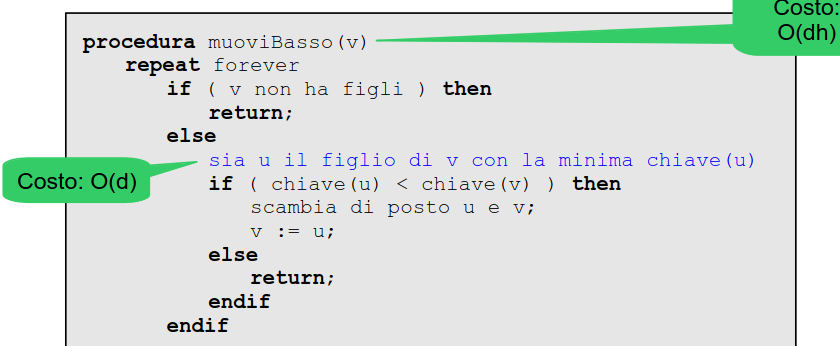 Costo:
O(dh)
procedura muoviBasso(v)
repeat forever
if ( v non ha figli ) then
return;
else
sia u il figlio di v con la minima chiave(u)
Costo: O(d)
if ( chiave(u) < chiave(v) ) then
scambia di posto u e v;
v := u;
else
return;
endif
endif